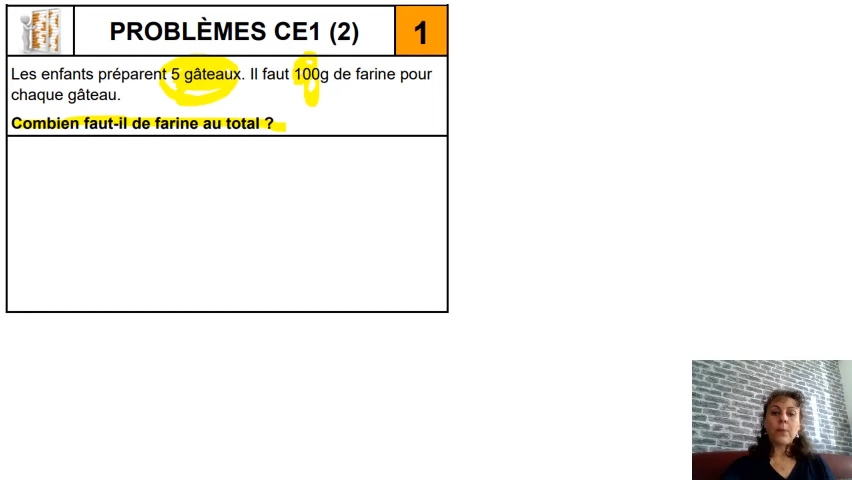 PROBLÈMES CE1 (2)
1
Les enfants préparent 5 gâteaux. Il faut 100g de farine pour
chaque gâteau.
Combien faut-il de farine au total ?